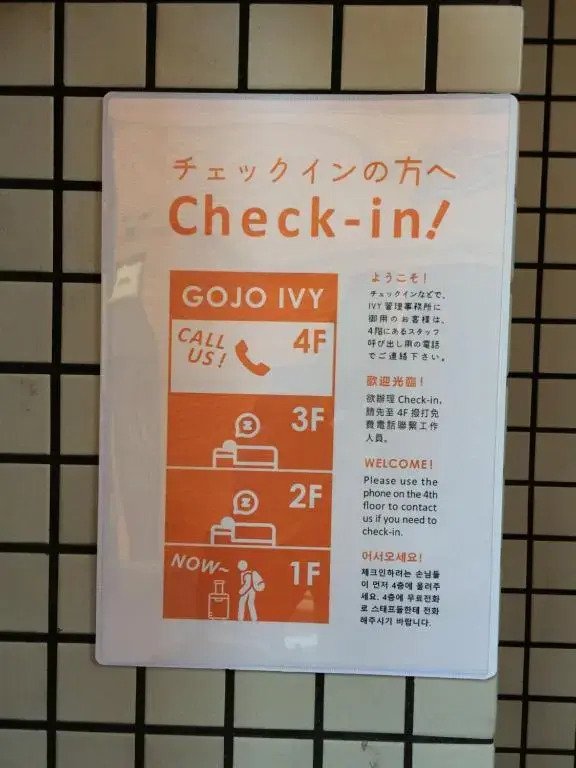 チェックインの方へ
Check-in!
GOJO IVY
CALL
US!
4F
3F
2F
NOW~
1F
ようこそ!
チェックインなどで、
IVY 管理事務所に
御用のお客様は、
4階にあるスタッフ
呼び出し用の電話
でご連絡下さい。
歡迎光臨!
欲辦理 Check-in,
請先至 4F 撥打免
費電話聯繫工作
人員。
WELCOME!
Please use the
phone on the 4th
floor to contact
us if you need to
check-in.
어서오세요!
체크인하려는 손님들
이 먼저 4층에 올러주
세요. 4층에 무료전화
로 스태프들한테 전화
해주시기 바랍니다.